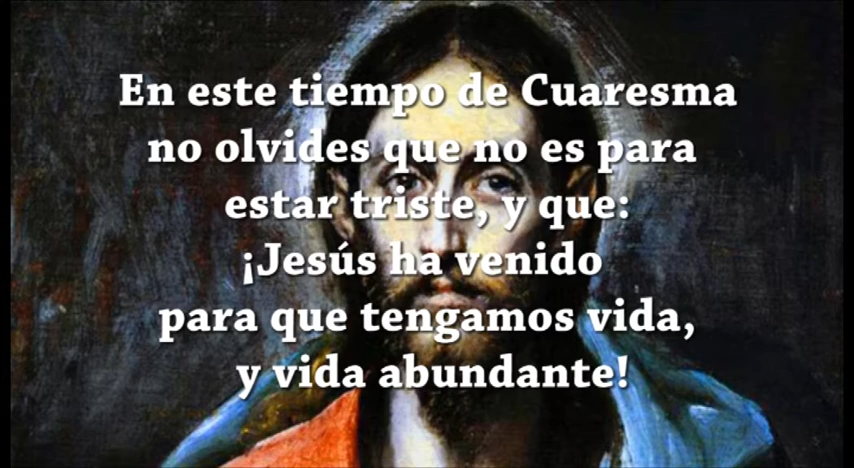 En este tiempo de Cuaresma
no olvides que no es para
estar triste, y que:
¡Jesús ha venido
para que tengamos vida,
y vida abundante!